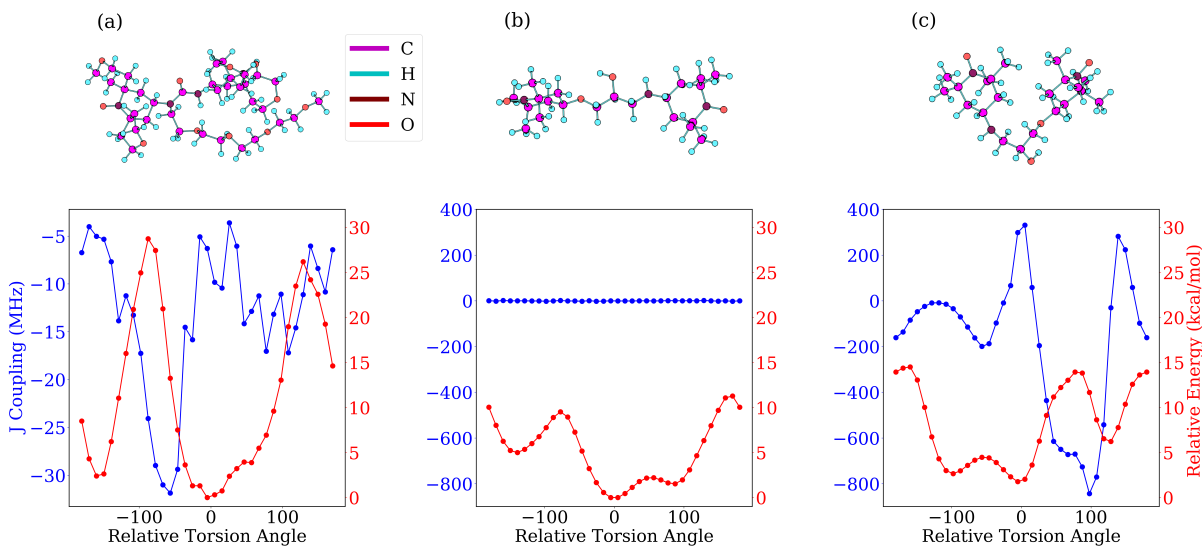 (a)
(b)
(c)
C
H
N
O
J Coupling (MHz)
−5
−10
−15
−20
−25
−30
30
25
20
15
10
5
0
−100 0 100
Relative Torsion Angle
400
200
0
−200
−400
−600
−800
30
25
20
15
10
5
0
−100 0 100
Relative Torsion Angle
400
200
0
−200
−400
−600
−800
30
25
20
15
10
5
0
−100 0 100
Relative Torsion Angle
Relative Energy (kcal/mol)